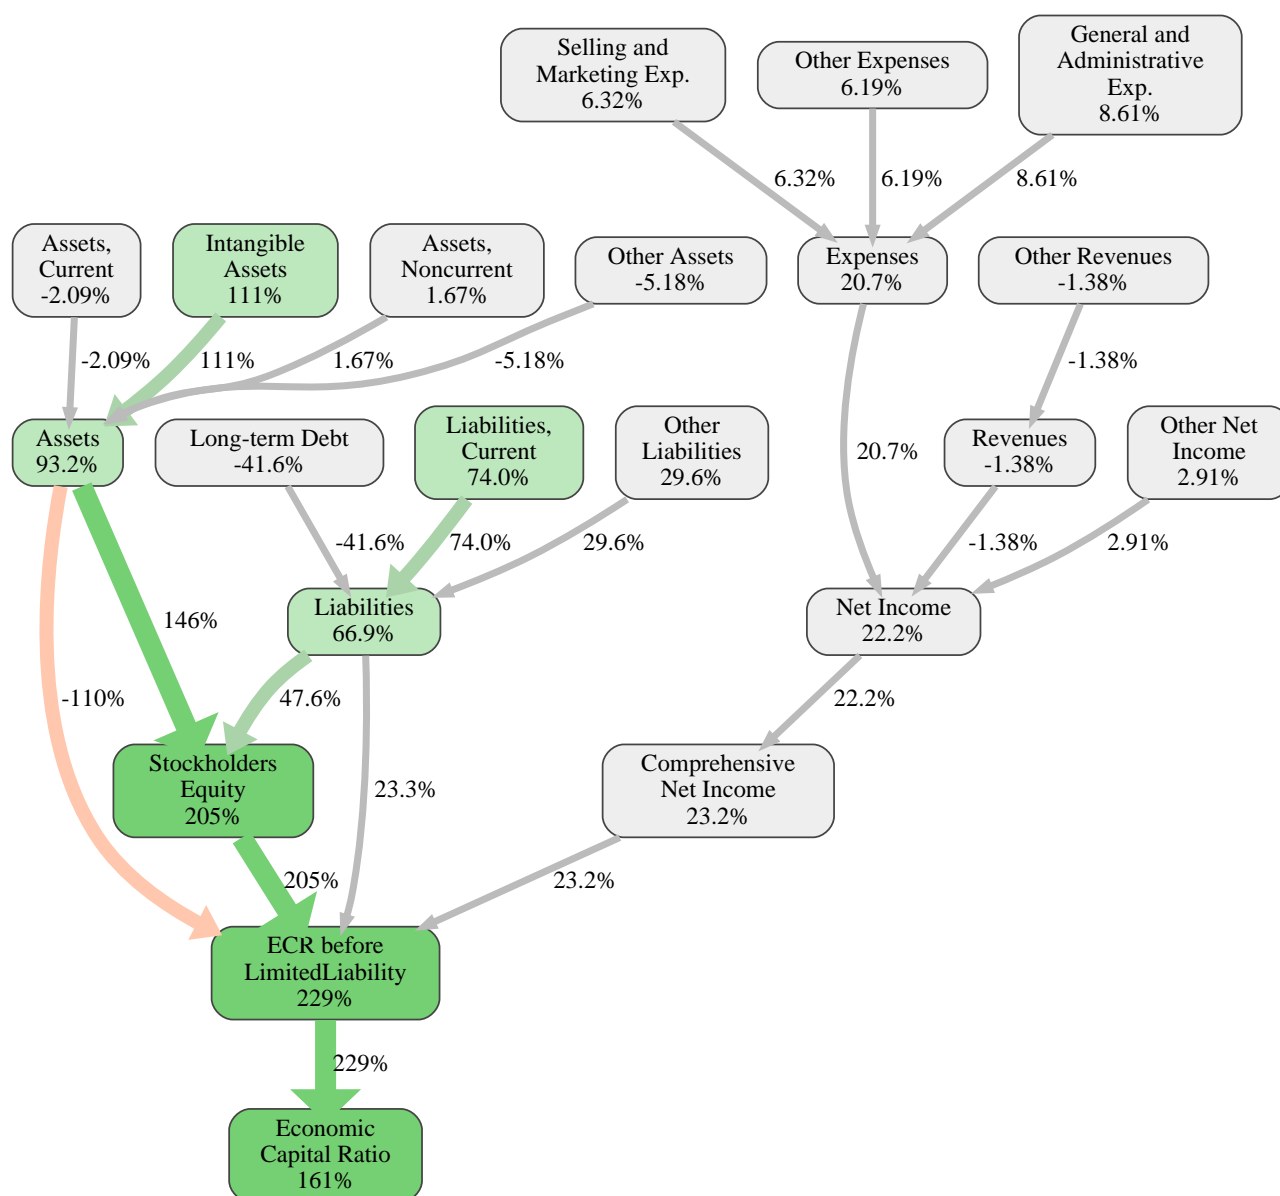 Selling and
Marketing Exp.
6.32%
Other Expenses
6.19%
General and
Administrative
Exp.
8.61%
6.32%
6.19%
8.61%
Assets,
Current
-2.09%
Intangible
Assets
111%
Assets,
Noncurrent
1.67%
Other Assets
-5.18%
Expenses
20.7%
Other Revenues
-1.38%
-2.09%
111%
1.67%
-5.18%
-1.38%
Assets
93.2%
Long-term Debt
-41.6%
Liabilities,
Current
74.0%
Other
Liabilities
29.6%
20.7%
Revenues
-1.38%
Other Net
Income
2.91%
-41.6%
74.0%
29.6%
-1.38%
2.91%
Liabilities
66.9%
Net Income
22.2%
146%
-110%
47.6%
22.2%
Stockholders
Equity
205%
23.3%
Comprehensive
Net Income
23.2%
205%
23.2%
ECR before
LimitedLiability
229%
229%
Economic
Capital Ratio
161%